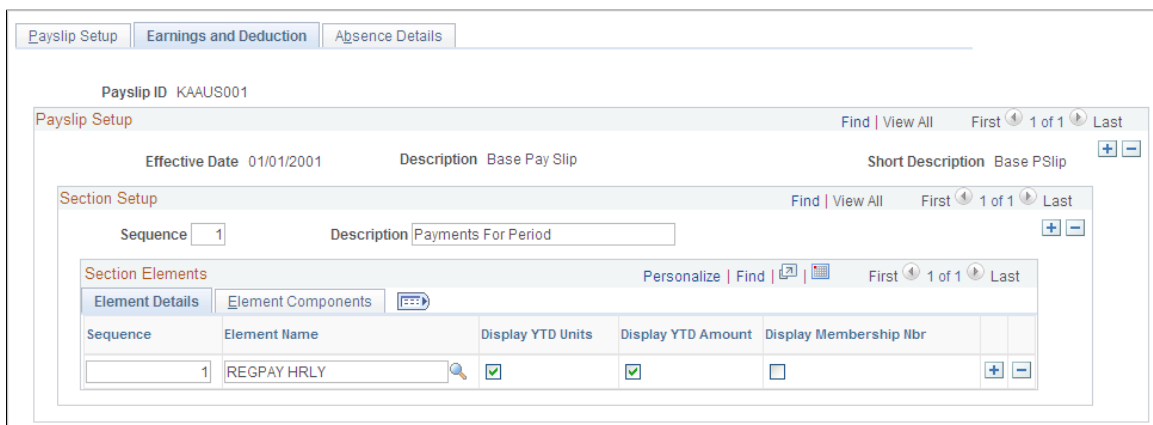 Payslip Setup Earnings and Deduction Absence Details
Payslip ID KAAUS001
Payslip Setup Find | View All First 1 of 1 Last
Effective Date 01/01/2001 Description Base Pay Slip Short Description Base PSlip
Section Setup Find | View All First 1 of 1 Last
Sequence 1 Description Payments For Period
Section Elements Personalize | Find | | First 1 of 1 Last
Element Details Element Components
Sequence Element Name Display YTD Units Display YTD Amount Display Membership Nbr
1 REGPAY HRLY